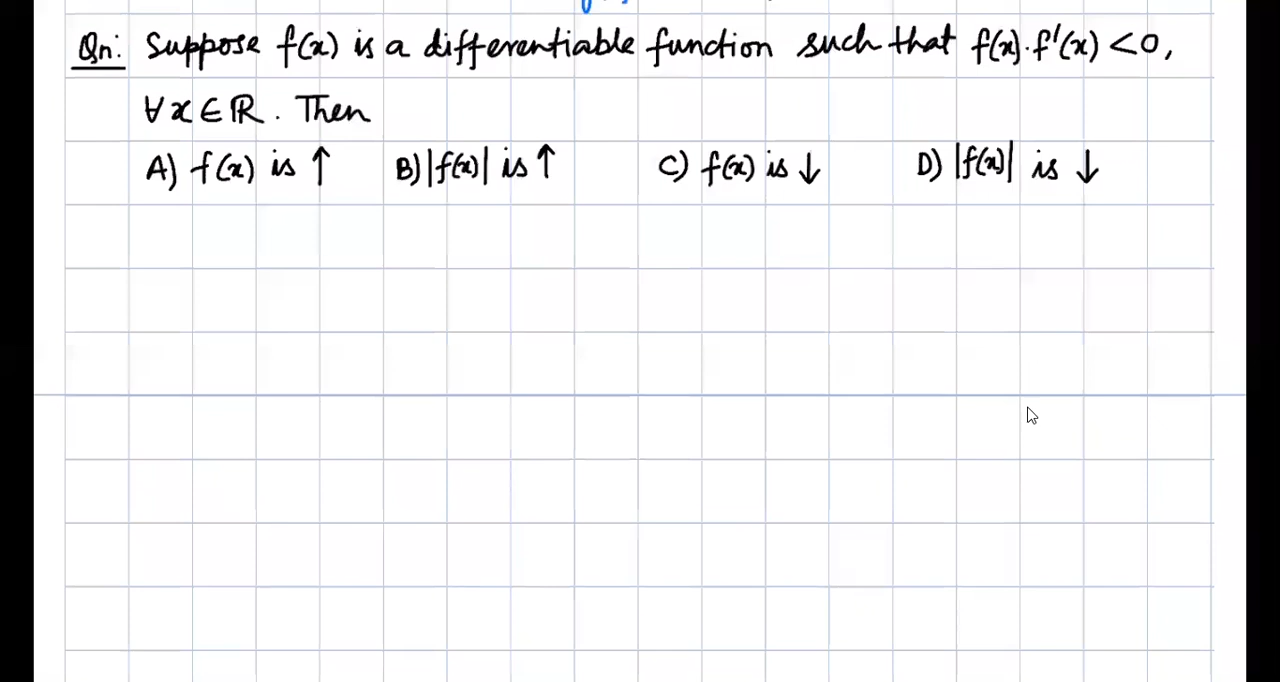 Qn: Suppose f(x) is a differentiable function such that f(x)·f'(x) < 0,
∀ x ∈ ℝ. Then
A) f(x) is ↑ B) |f(x)| is ↑ C) f(x) is ↓ D) |f(x)| is ↓